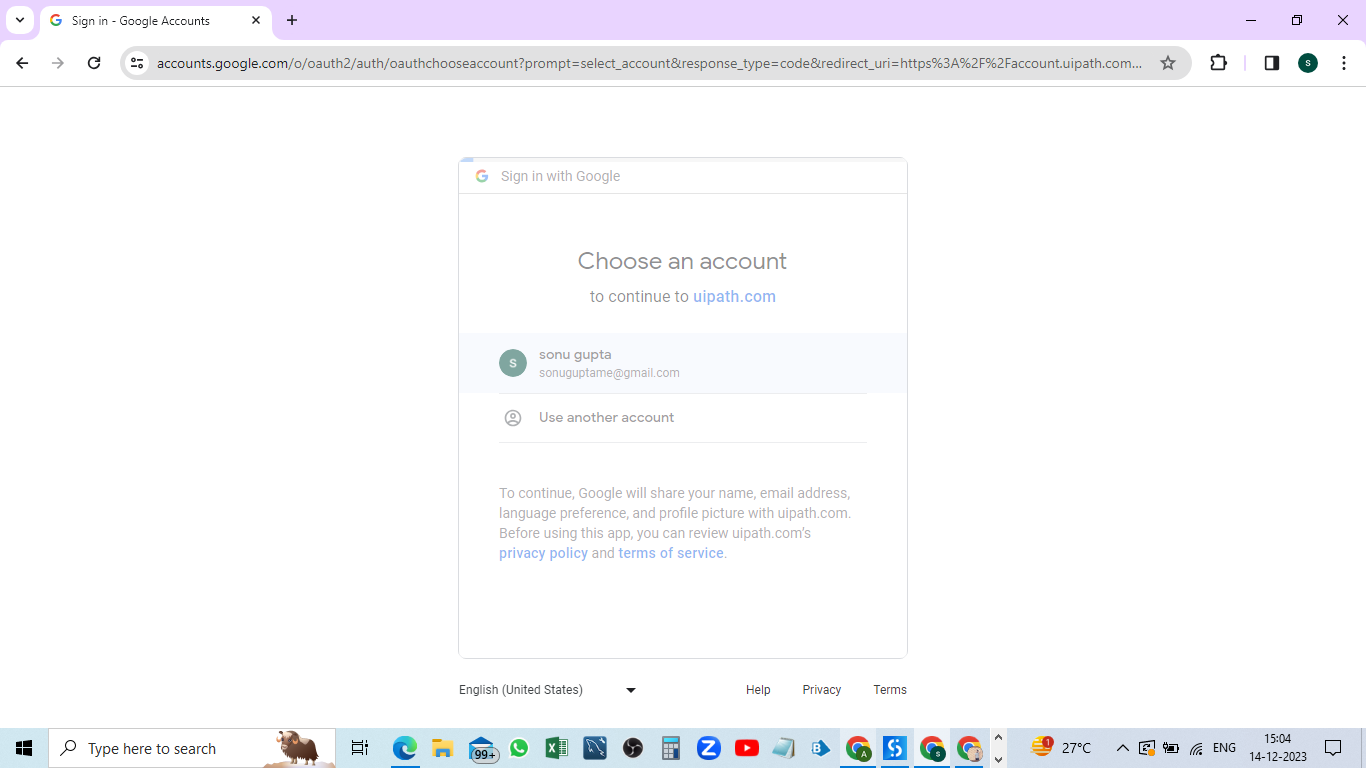 Sign in - Google Accounts
accounts.google.com/o/oauth2/auth/oauthchooseaccount?prompt=select_account&response_type=code&redirect_uri=https%3A%2F%2Faccount.uipath.com...
S
Sign in with Google
Choose an account
to continue to uipath.com
S
sonu gupta
sonuguptame@gmail.com
Use another account
To continue, Google will share your name, email address,
language preference, and profile picture with uipath.com.
Before using this app, you can review uipath.com's
privacy policy and terms of service.
English (United States)
Help
Privacy
Terms
Type here to search
99+
A
S
1
27°C
ENG
15:04
14-12-2023